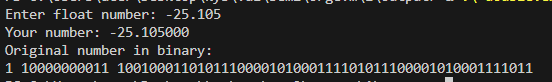 Enter float number: -25.105
Your number: -25.105000
Original number in binary:
1 10000000011 1001000110101110000101000111101011100001010001111011